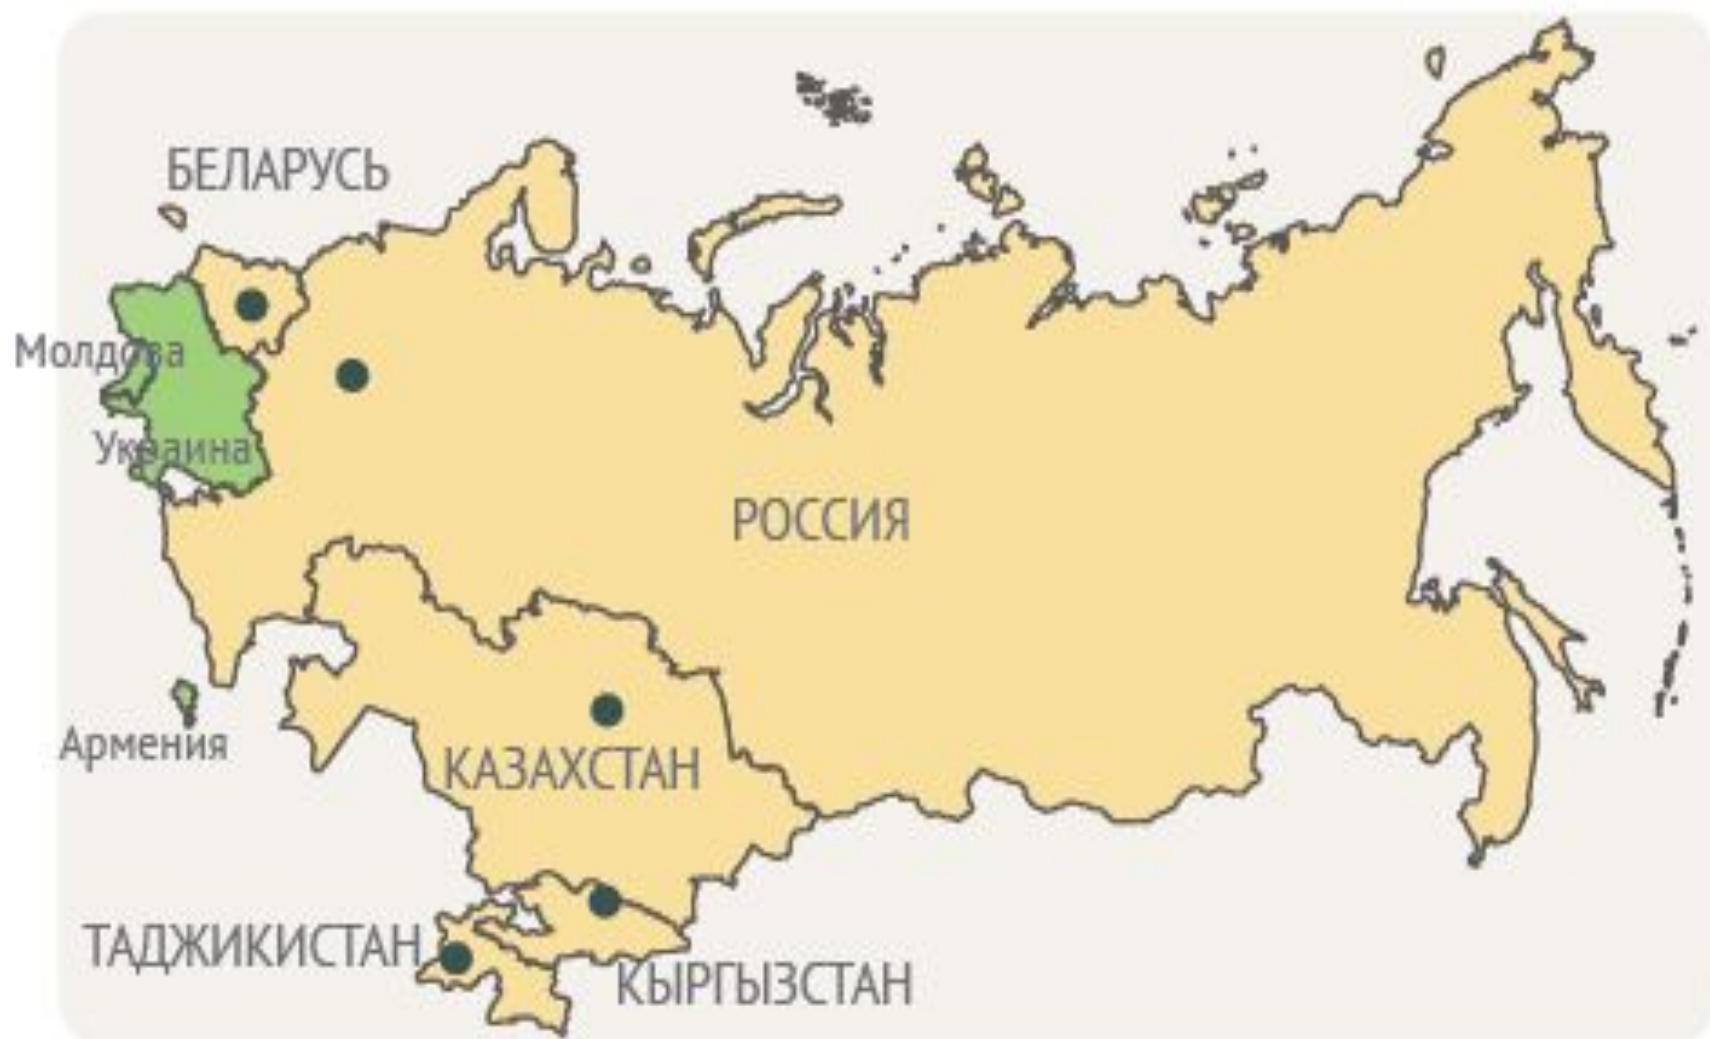 БЕЛАРУСЬ
Молдова
Украина
РОССИЯ
Армения
КАЗАХСТАН
ТАДЖИКИСТАН
КЫРГЫЗСТАН